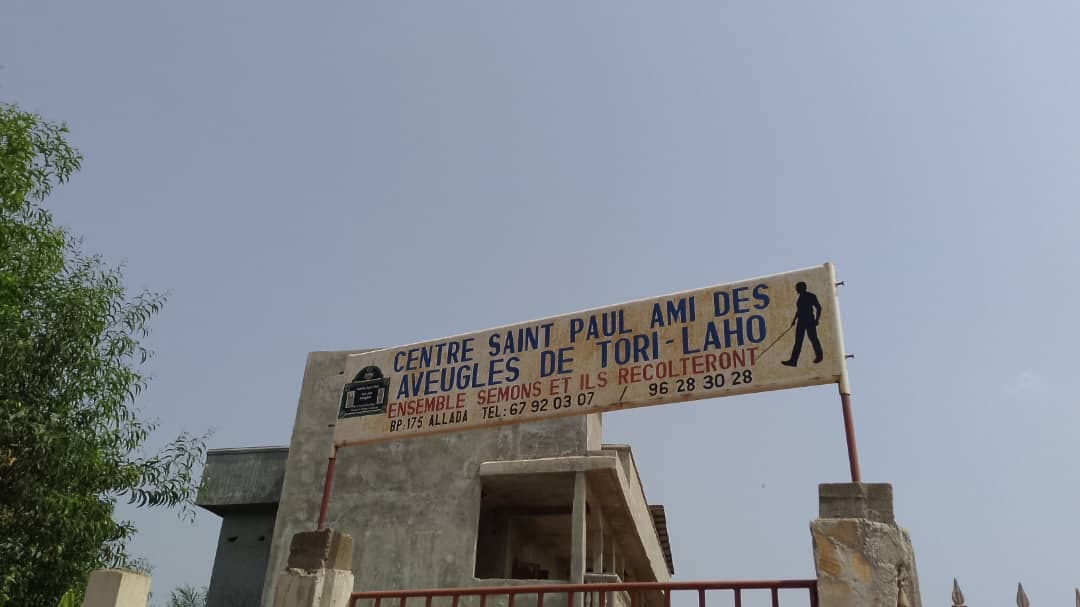 CENTRE SAINT PAUL AMI DES
AVEUGLES DE TORI-LAHO
ENSEMBLE SEMONS ET ILS RECOLTERONT
BP:175 ALLADA TEL: 67 92 03 07 / 96 28 30 28